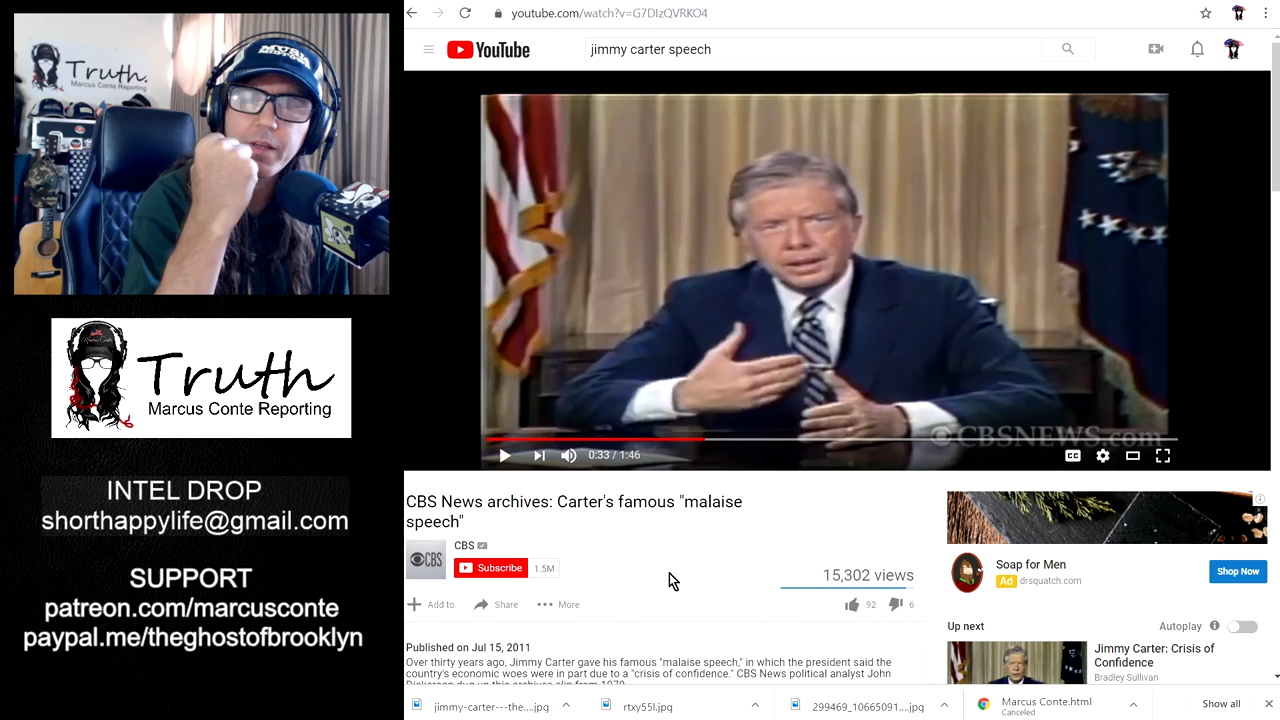 Truth.
Marcus Conte Reporting
Truth
Marcus Conte Reporting
INTEL DROP
shorthappylife@gmail.com
SUPPORT
patreon.com/marcusconte
paypal.me/theghostofbrooklyn
youtube.com/watch?v=G7DIzQVRKO4
YouTube
jimmy carter speech
CBSNEWS.com
0:33 / 1:46
CC
CBS News archives: Carter's famous "malaise
speech"
CBS
CBS
Subscribe
1.5M
15,302 views
Add to
Share
More
92
6
Published on Jul 15, 2011
Over thirty years ago, Jimmy Carter gave his famous "malaise speech," in which the president said the
country's economic woes were in part due to a "crisis of confidence." CBS News political analyst John
Soap for Men
Ad drsquatch.com
Shop Now
Up next
Autoplay
Jimmy Carter: Crisis of
Confidence
Bradley Sullivan
jimmy-carter---the....jpg
rtxy55l.jpg
299469_10665091....jpg
Marcus Conte.html
Canceled
Show all